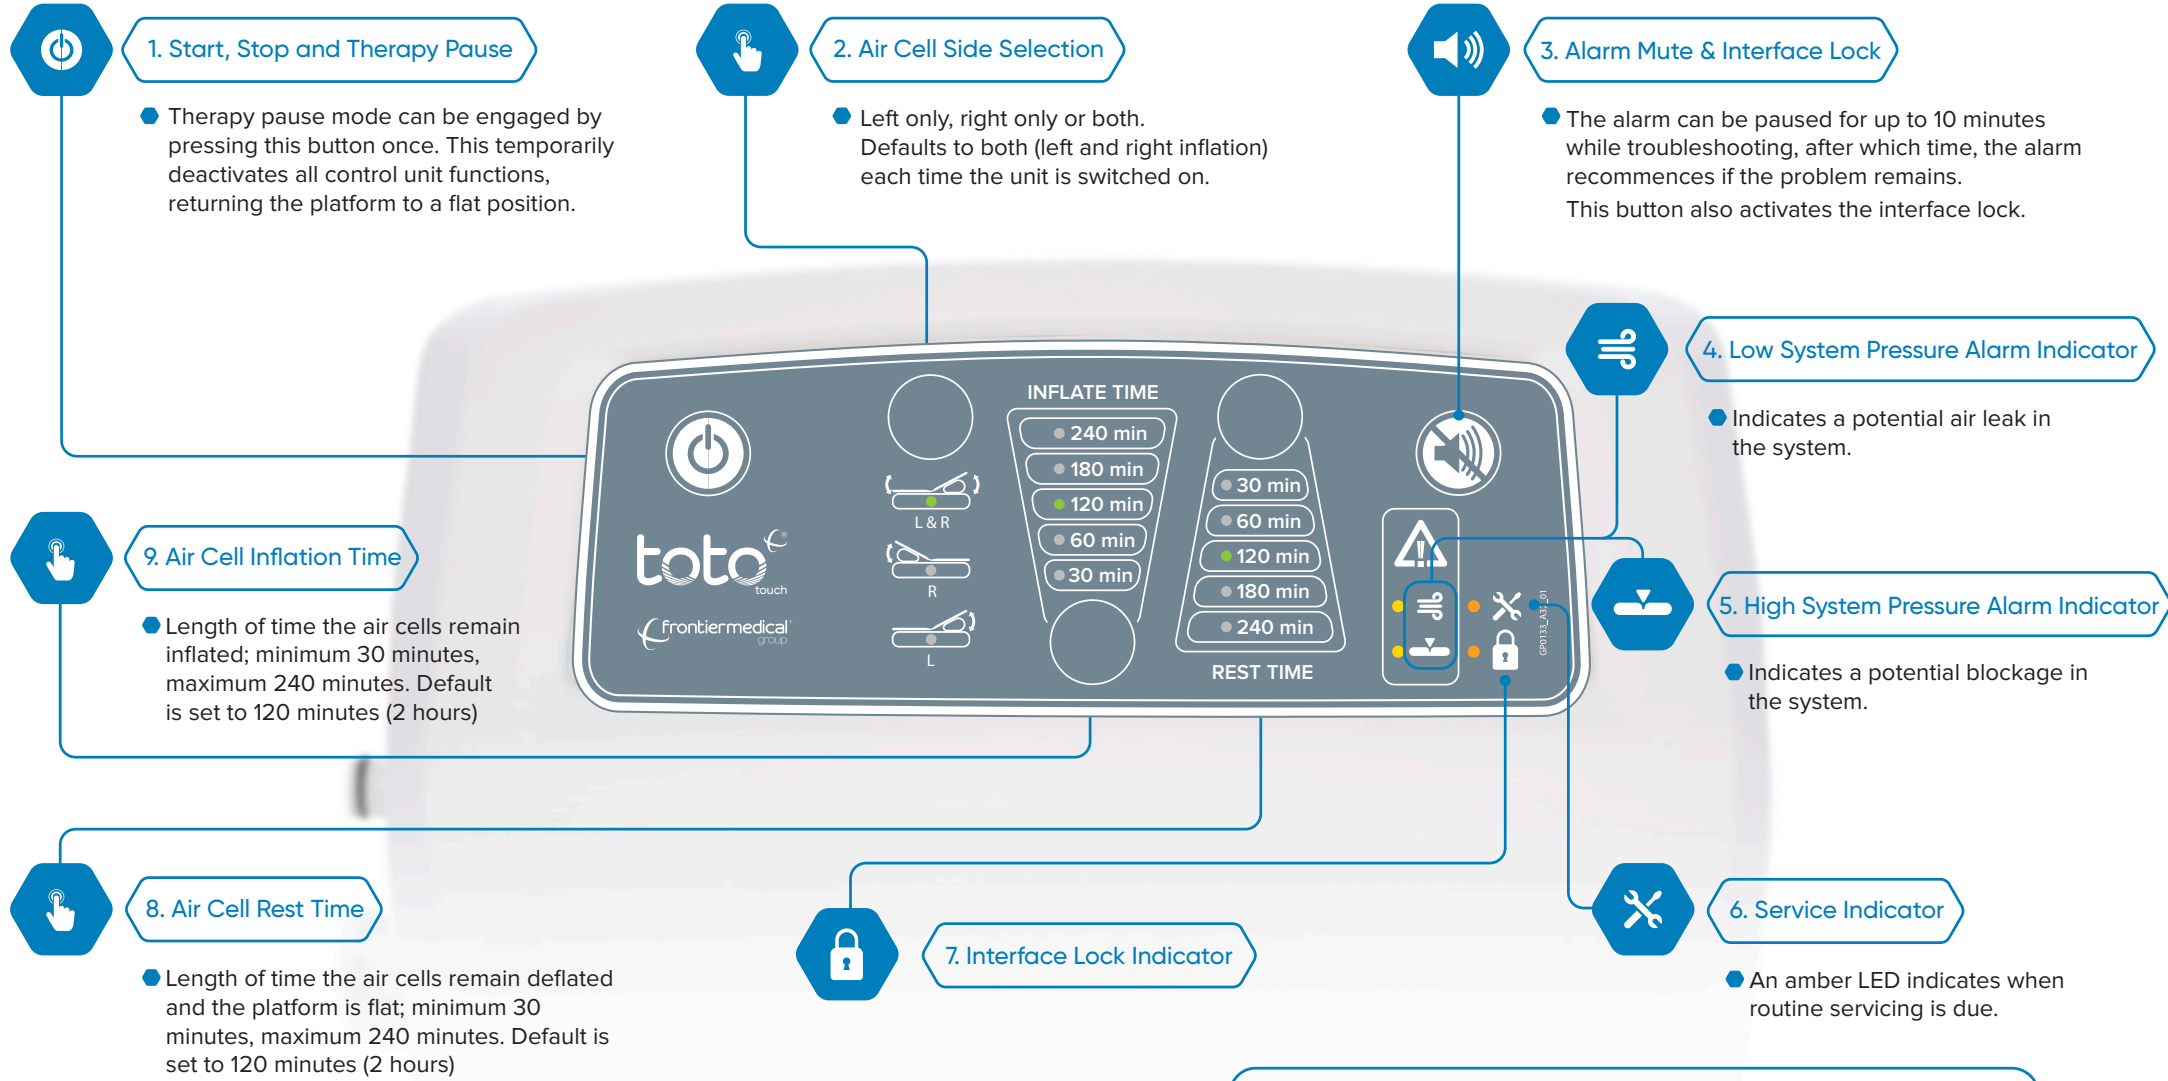 1. Start, Stop and Therapy Pause
Therapy pause mode can be engaged by
pressing this button once. This temporarily
deactivates all control unit functions,
returning the platform to a flat position.
2. Air Cell Side Selection
Left only, right only or both.
Defaults to both (left and right inflation)
each time the unit is switched on.
3. Alarm Mute & Interface Lock
The alarm can be paused for up to 10 minutes
while troubleshooting, after which time, the alarm
recommences if the problem remains.
This button also activates the interface lock.
4. Low System Pressure Alarm Indicator
Indicates a potential air leak in
the system.
5. High System Pressure Alarm Indicator
Indicates a potential blockage in
the system.
6. Service Indicator
An amber LED indicates when
routine servicing is due.
7. Interface Lock Indicator
8. Air Cell Rest Time
Length of time the air cells remain deflated
and the platform is flat; minimum 30
minutes, maximum 240 minutes. Default is
set to 120 minutes (2 hours)
9. Air Cell Inflation Time
Length of time the air cells remain
inflated; minimum 30 minutes,
maximum 240 minutes. Default
is set to 120 minutes (2 hours)
toto®
touch
frontiermedical
group
L & R
R
L
INFLATE TIME
240 min
180 min
120 min
60 min
30 min
30 min
60 min
120 min
180 min
240 min
REST TIME